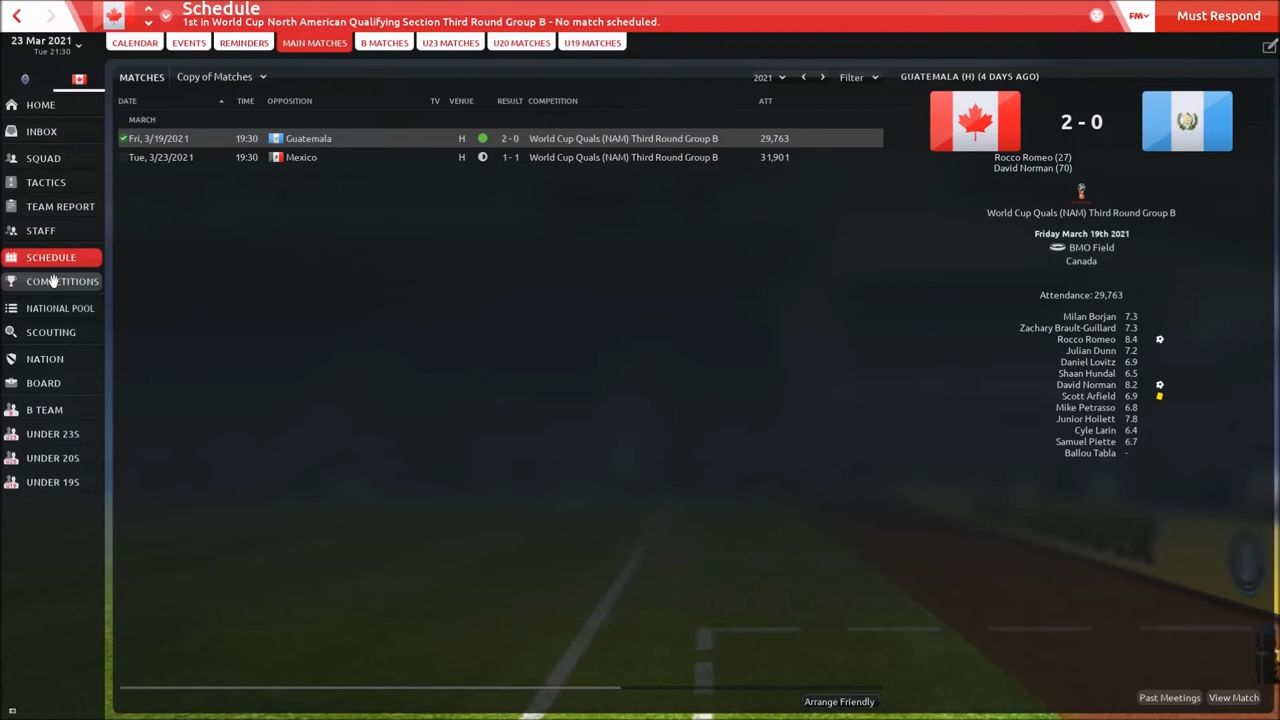 Schedule
1st in World Cup North American Qualifying Section Third Round Group B - No match scheduled.
FM
Must Respond
23 Mar 2021
Tue 21:30
CALENDAR EVENTS REMINDERS MAIN MATCHES B MATCHES U23 MATCHES U20 MATCHES U19 MATCHES
HOME
INBOX
SQUAD
TACTICS
TEAM REPORT
STAFF
SCHEDULE
COMPETITIONS
NATIONAL POOL
SCOUTING
NATION
BOARD
B TEAM
UNDER 23S
UNDER 20S
UNDER 19S
MATCHES Copy of Matches 2021 Filter
DATE TIME OPPOSITION TV VENUE RESULT COMPETITION ATT
MARCH
Fri, 3/19/2021 19:30 Guatemala H 2 - 0 World Cup Quals (NAM) Third Round Group B 29,763
Tue, 3/23/2021 19:30 Mexico H 1 - 1 World Cup Quals (NAM) Third Round Group B 31,901
GUATEMALA (H) (4 DAYS AGO)
2 - 0
Rocco Romeo (27)
David Norman (70)
World Cup Quals (NAM) Third Round Group B
Friday March 19th 2021
BMO Field
Canada
Attendance: 29,763
Milan Borjan 7.3
Zachary Brault-Guillard 7.3
Rocco Romeo 8.4
Julian Dunn 7.2
Daniel Lovitz 6.9
Shaan Hundal 6.5
David Norman 8.2
Scott Arfield 6.9
Mike Petrasso 6.8
Junior Hoilett 7.8
Cyle Larin 6.4
Samuel Piette 6.7
Ballou Tabla -
Arrange Friendly
Past Meetings View Match